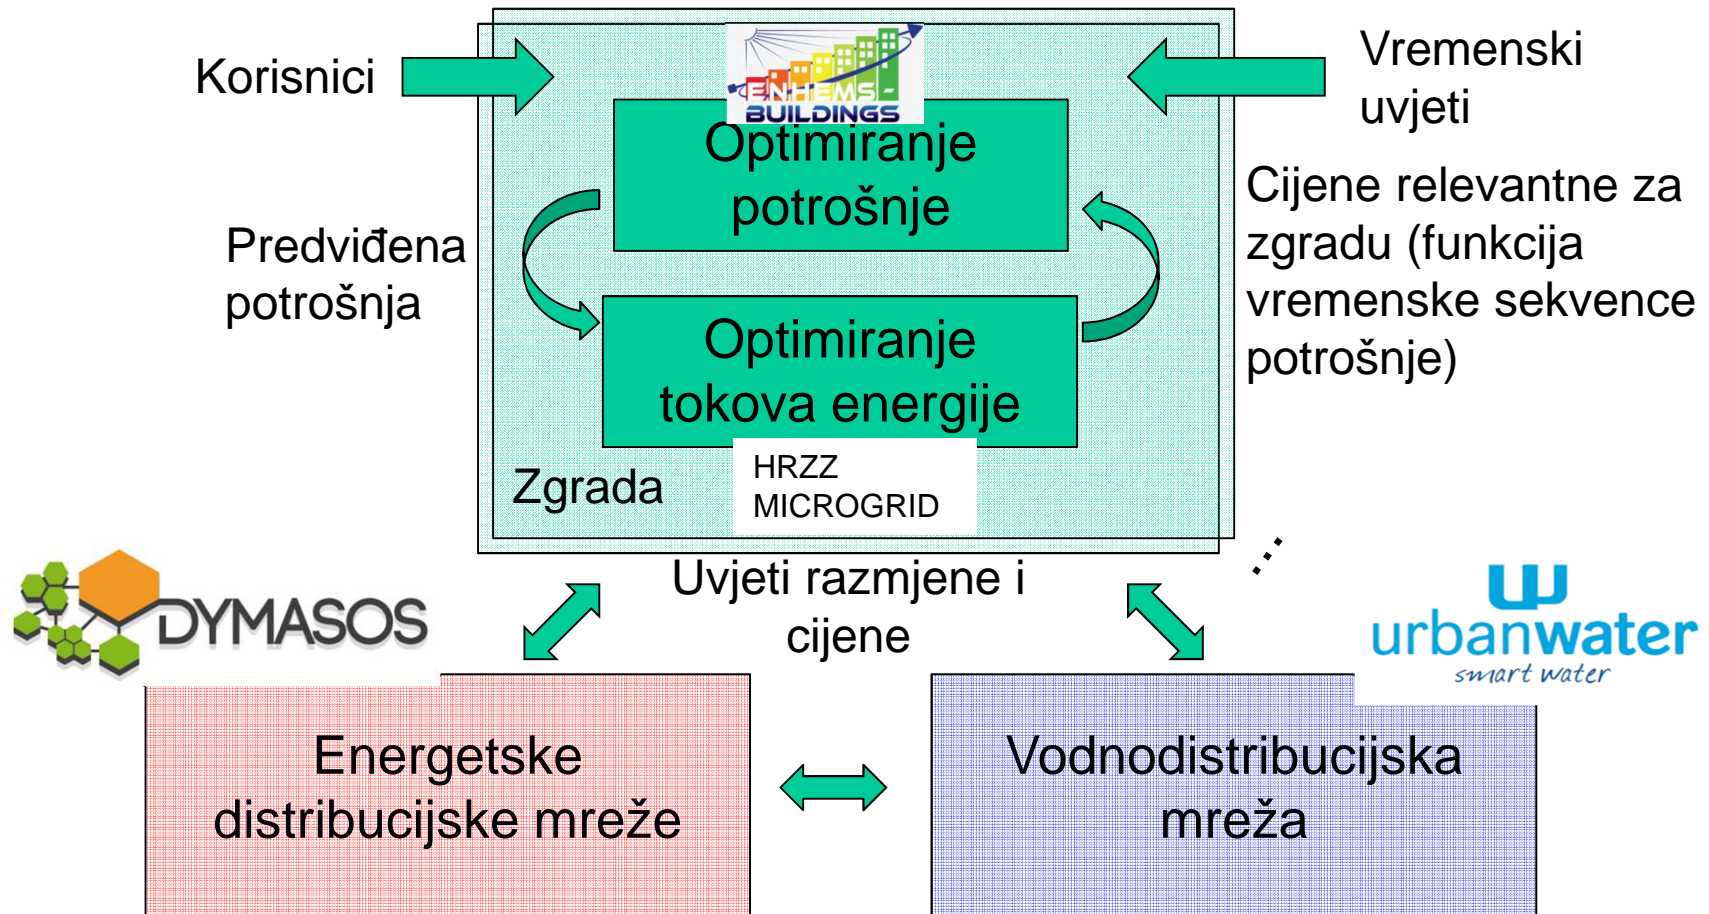 Korisnici
ENHEMS-
BUILDINGS
Vremenski
uvjeti
Optimiranje
potrošnje
Predviđena
potrošnja
Cijene relevantne za
zgradu (funkcija
vremenske sekvence
potrošnje)
Optimiranje
tokova energije
Zgrada
HRZZ
MICROGRID
...
DYMASOS
Uvjeti razmjene i
cijene
urbanwater
smart water
Energetske
distribucijske mreže
Vodnodistribucijska
mreža